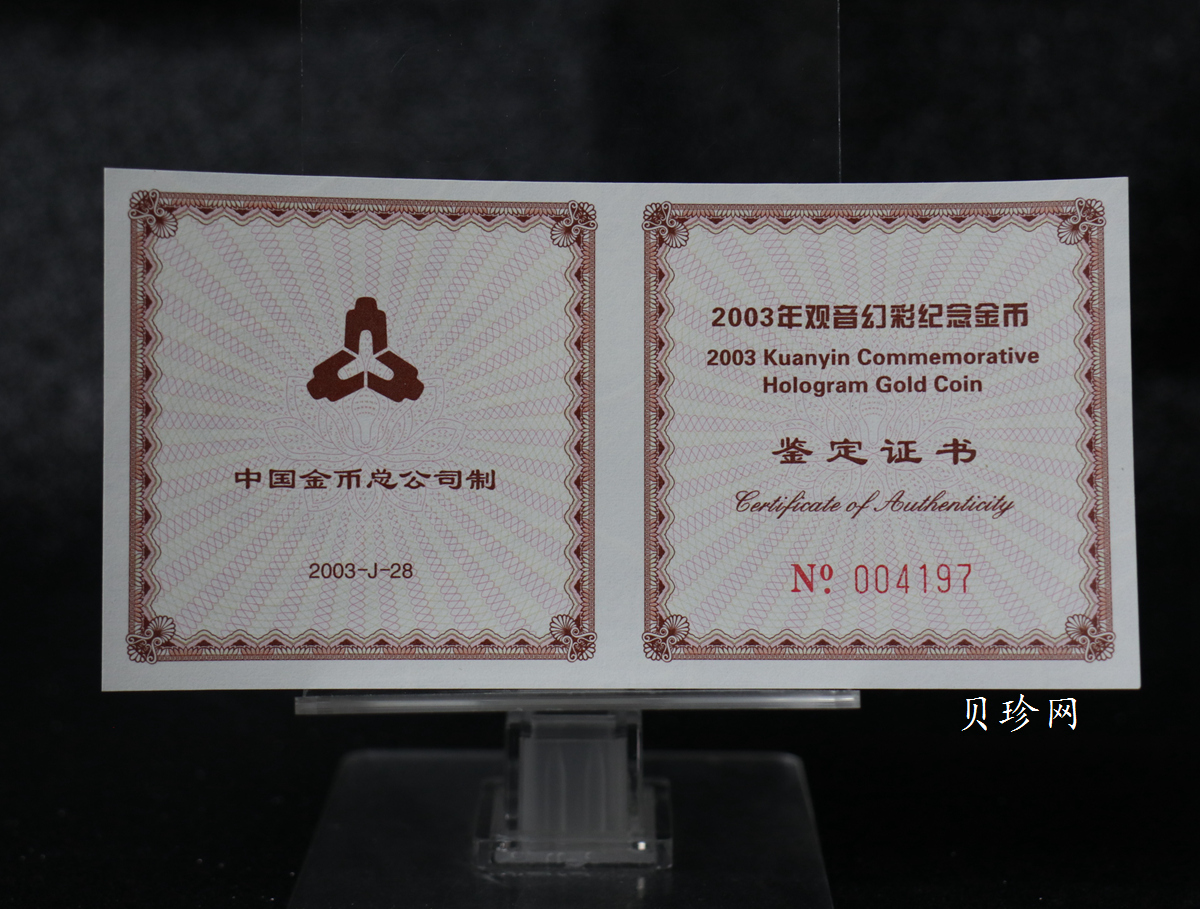 中国金币总公司制
2003-J-28
2003年观音幻彩纪念金币
2003 Kuanyin Commemorative
Hologram Gold Coin
鉴定证书
Certificate of Authenticity
Nº 004197
贝珍网